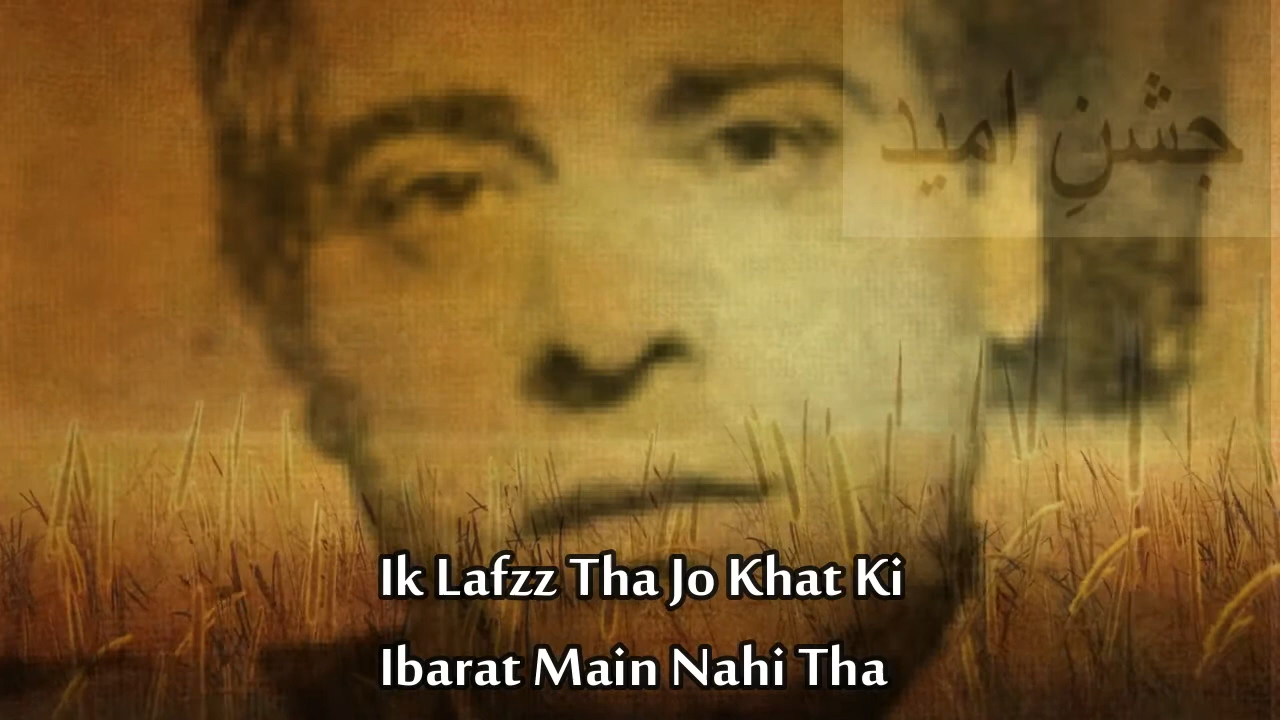 جشنِ امید
Ik Lafzz Tha Jo Khat Ki
Ibarat Main Nahi Tha